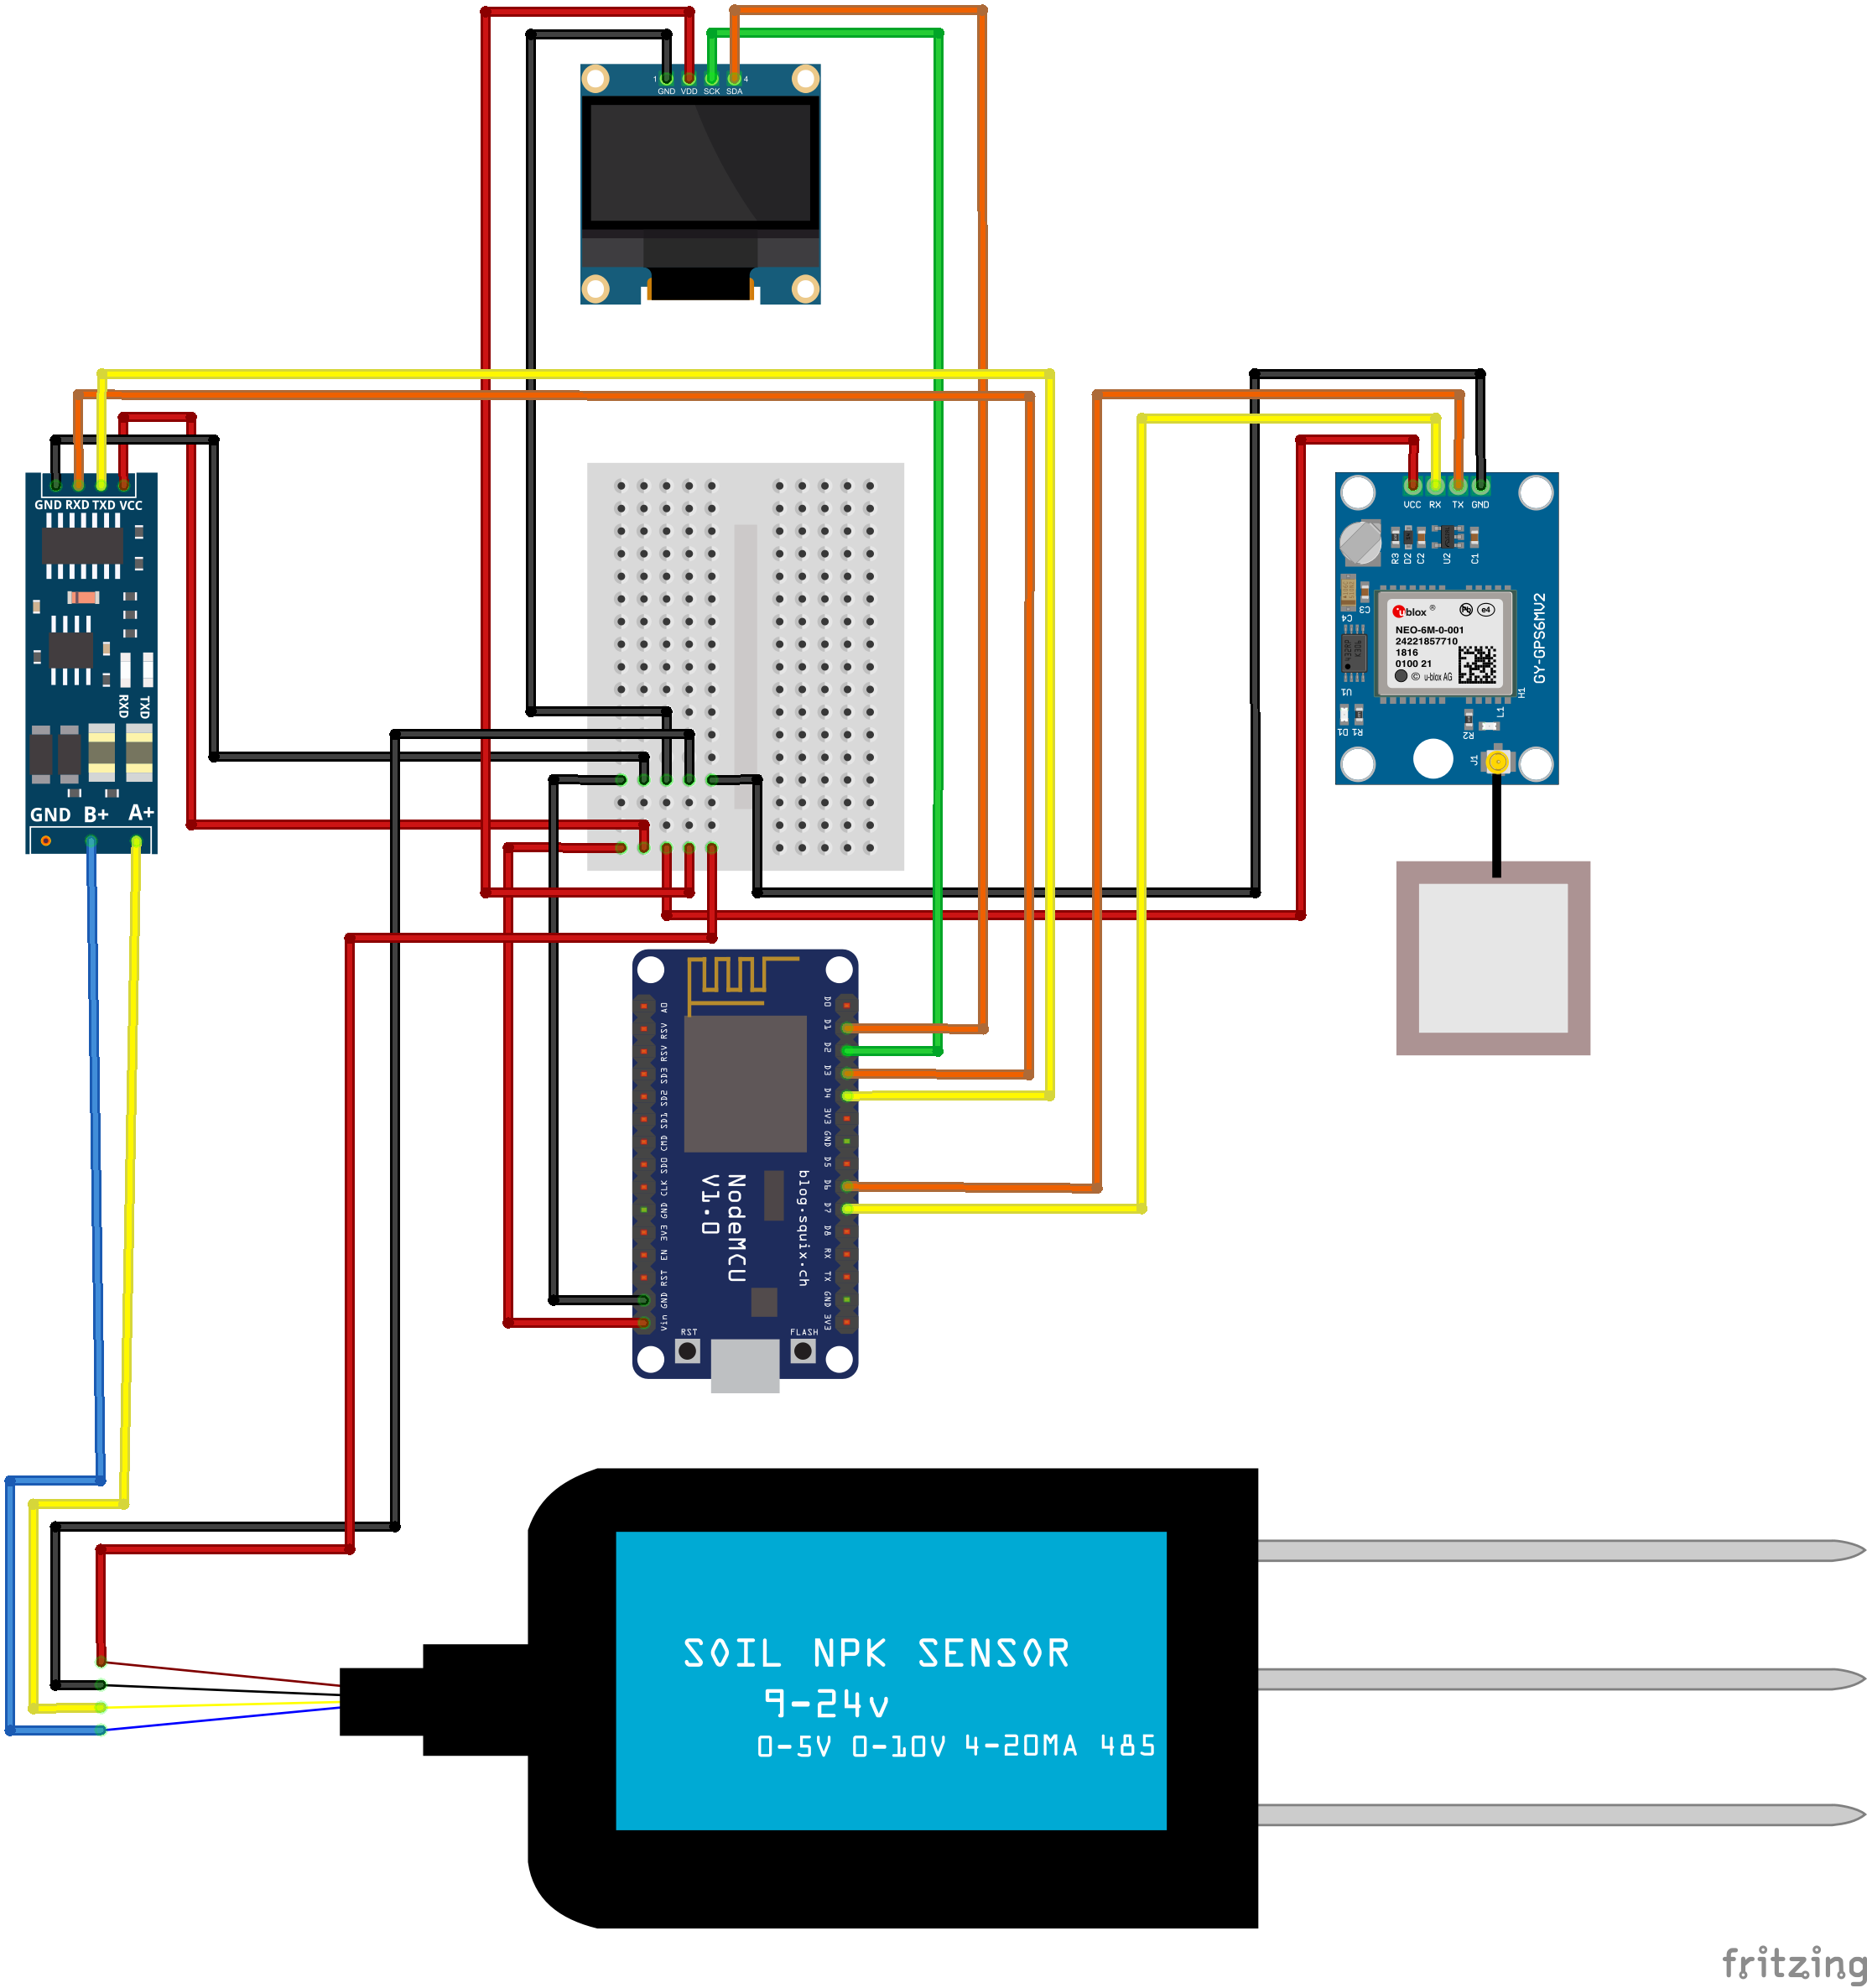 1 GND VDD SCK SDA 4
GND RXD TXD VCC
RXD
TXD
GND B+ A+
VCC RX TX GND
R3 D2 C2 U2 C1
C4 C3
ublox ®
Pb e4
NEO-6M-0-001
24221857710
1816
0100 21
© u-blox AG
GY-GPS6MV2
U1
H1
L1
D1 R1
R2
J1
A0
RSV
RSV
SD3
SD2
SD1
CMD
SD0
CLK
GND
3V3
EN
RST
GND
Vin
D0
D1
D2
D3
D4
3V3
GND
D5
D6
D7
D8
RX
TX
GND
3V3
NodeMCU
V1.0
blog.squix.ch
RST
FLASH
SOIL NPK SENSOR
9-24v
0-5V 0-10V 4-20MA 485
fritzing